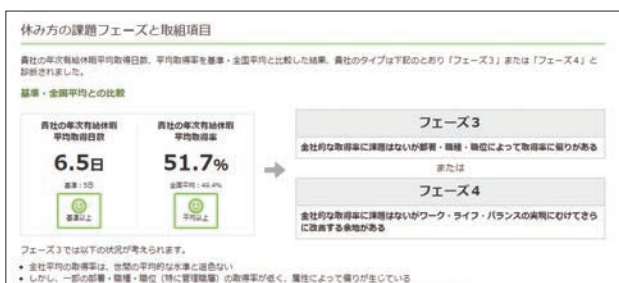 休み方の課題フェーズと取組項目
貴社の年次有給休暇平均取得日数、平均取得率を基準・全国平均と比較した結果、貴社のタイプは下記のとおり「フェーズ3」または「フェーズ4」と
診断されました。
基準・全国平均との比較
貴社の年次有給休暇
平均取得日数
6.5日
基準:5日
基準以上
貴社の年次有給休暇
平均取得率
51.7%
全国平均:49.4%
平均以上
フェーズ3
全社的な取得率に課題はないが部署・職種・職位によって取得率に偏りがある
または
フェーズ4
全社的な取得率に課題はないがワーク・ライフ・バランスの実現にむけてさら
に改善する余地がある
フェーズ3では以下の状況が考えられます。
• 全社平均の取得率は、世間の平均的な水準と遜色ない
• しかし、一部の部署・職種・職位(特に管理職層)の取得率が低く、属性によって偏りが生じている